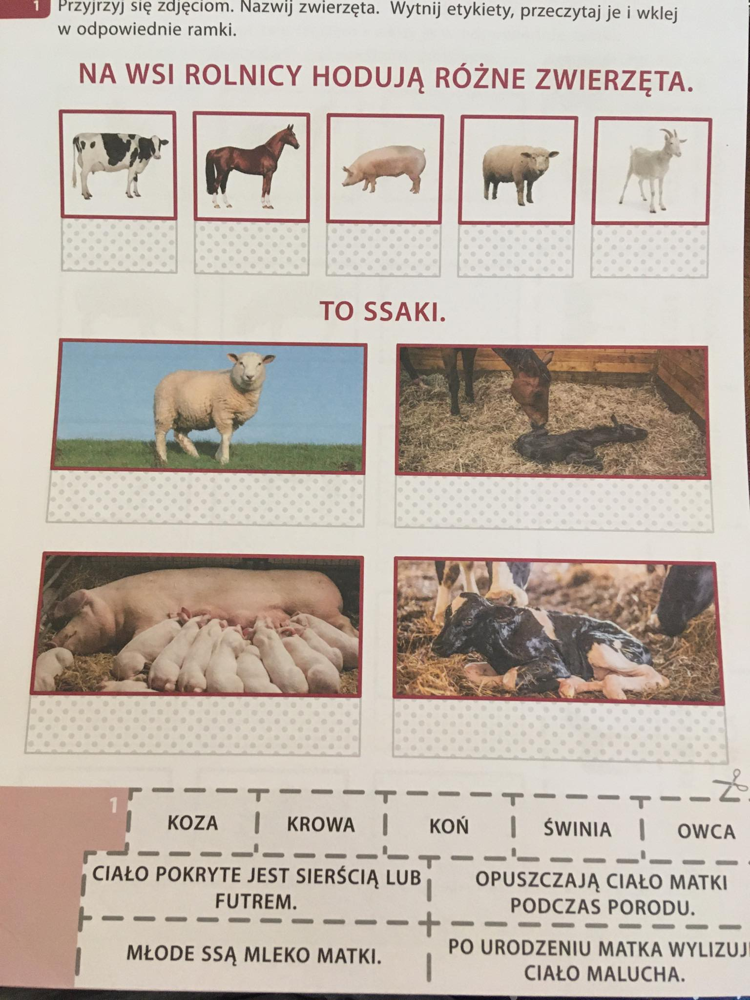 1 Przyjrzyj się zdjęciom. Nazwij zwierzęta. Wytnij etykiety, przeczytaj je i wklej
w odpowiednie ramki.
NA WSI ROLNICY HODUJĄ RÓŻNE ZWIERZĘTA.
TO SSAKI.
1
KOZA KROWA KOŃ ŚWINIA OWCA
CIAŁO POKRYTE JEST SIERŚCIĄ LUB
FUTREM.
OPUSZCZAJĄ CIAŁO MATKI
PODCZAS PORODU.
MŁODE SSĄ MLEKO MATKI.
PO URODZENIU MATKA WYLIZUJ
CIAŁO MALUCHA.